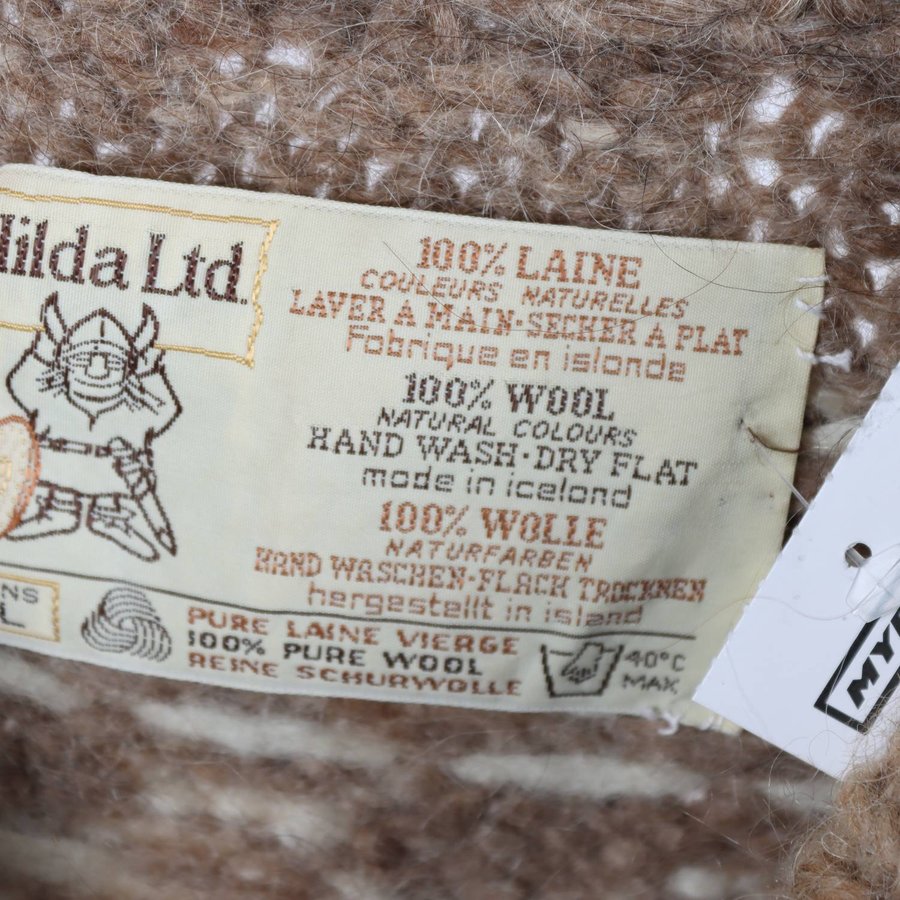 Hilda Ltd.
100% LAINE
COULEURS NATURELLES
LAVER A MAIN·SECHER A PLAT
Fabrique en islande
100% WOOL
NATURAL COLOURS
HAND WASH·DRY FLAT
made in iceland
100% WOLLE
NATURFARBEN
HAND WASCHEN·FLACH TROCKNEN
hergestellt in island
NS
L
PURE LAINE VIERGE
100% PURE WOOL
REINE SCHURWOLLE
40°C
MAX.
MY